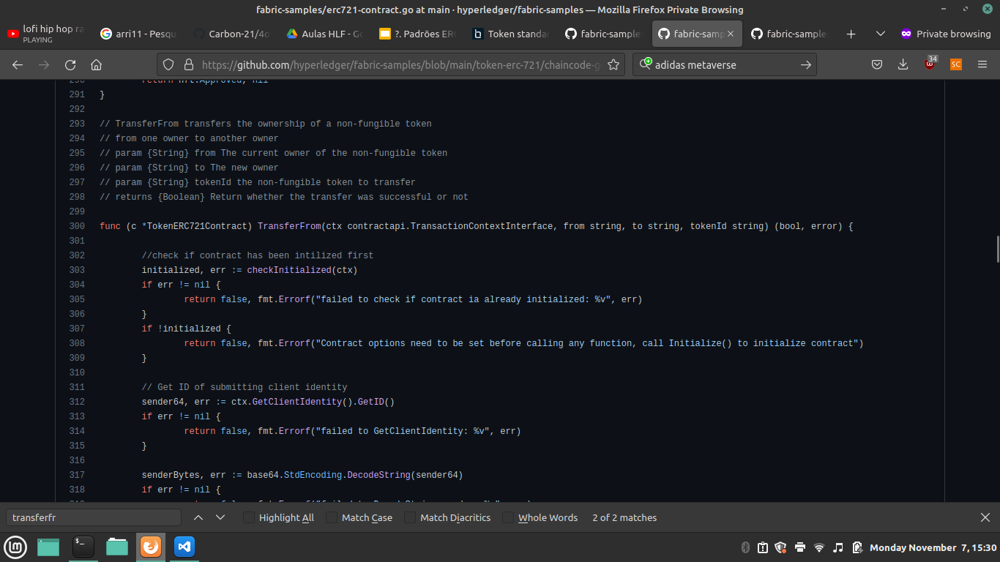 fabric-samples/erc721-contract.go at main · hyperledger/fabric-samples — Mozilla Firefox Private Browsing
lofi hip hop ra
PLAYING
arri11 - Pesqu
Carbon-21/4o
Aulas HLF - Go
?. Padrões ERC
Token standa
fabric-sample
fabric-samp
fabric-sample
Private browsing
https://github.com/hyperledger/fabric-samples/blob/main/token-erc-721/chaincode-g
adidas metaverse
34
SC
290 return nft.Approved, nil
291 }
292
293 // TransferFrom transfers the ownership of a non-fungible token
294 // from one owner to another owner
295 // param {String} from The current owner of the non-fungible token
296 // param {String} to The new owner
297 // param {String} tokenId the non-fungible token to transfer
298 // returns {Boolean} Return whether the transfer was successful or not
299
300 func (c *TokenERC721Contract) TransferFrom(ctx contractapi.TransactionContextInterface, from string, to string, tokenId string) (bool, error) {
301
302 //check if contract has been intilized first
303 initialized, err := checkInitialized(ctx)
304 if err != nil {
305 return false, fmt.Errorf("failed to check if contract ia already initialized: %v", err)
306 }
307 if !initialized {
308 return false, fmt.Errorf("Contract options need to be set before calling any function, call Initialize() to initialize contract")
309 }
310
311 // Get ID of submitting client identity
312 sender64, err := ctx.GetClientIdentity().GetID()
313 if err != nil {
314 return false, fmt.Errorf("failed to GetClientIdentity: %v", err)
315 }
316
317 senderBytes, err := base64.StdEncoding.DecodeString(sender64)
318 if err != nil {
transferfr
Highlight All
Match Case
Match Diacritics
Whole Words
2 of 2 matches
Monday November 7, 15:30